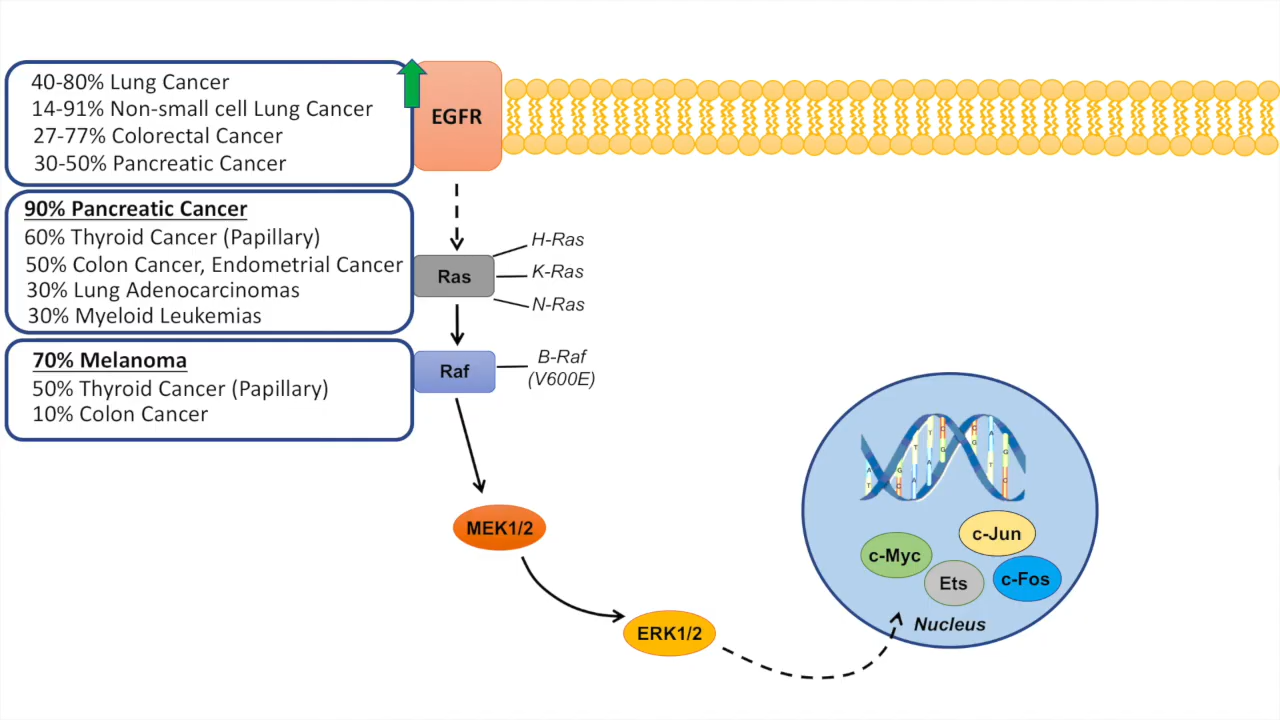 40-80% Lung Cancer
14-91% Non-small cell Lung Cancer
27-77% Colorectal Cancer
30-50% Pancreatic Cancer
EGFR
90% Pancreatic Cancer
60% Thyroid Cancer (Papillary)
50% Colon Cancer, Endometrial Cancer
30% Lung Adenocarcinomas
30% Myeloid Leukemias
Ras
H-Ras
K-Ras
N-Ras
70% Melanoma
50% Thyroid Cancer (Papillary)
10% Colon Cancer
Raf
B-Raf
(V600E)
MEK1/2
ERK1/2
c-Jun
c-Myc
Ets
c-Fos
Nucleus